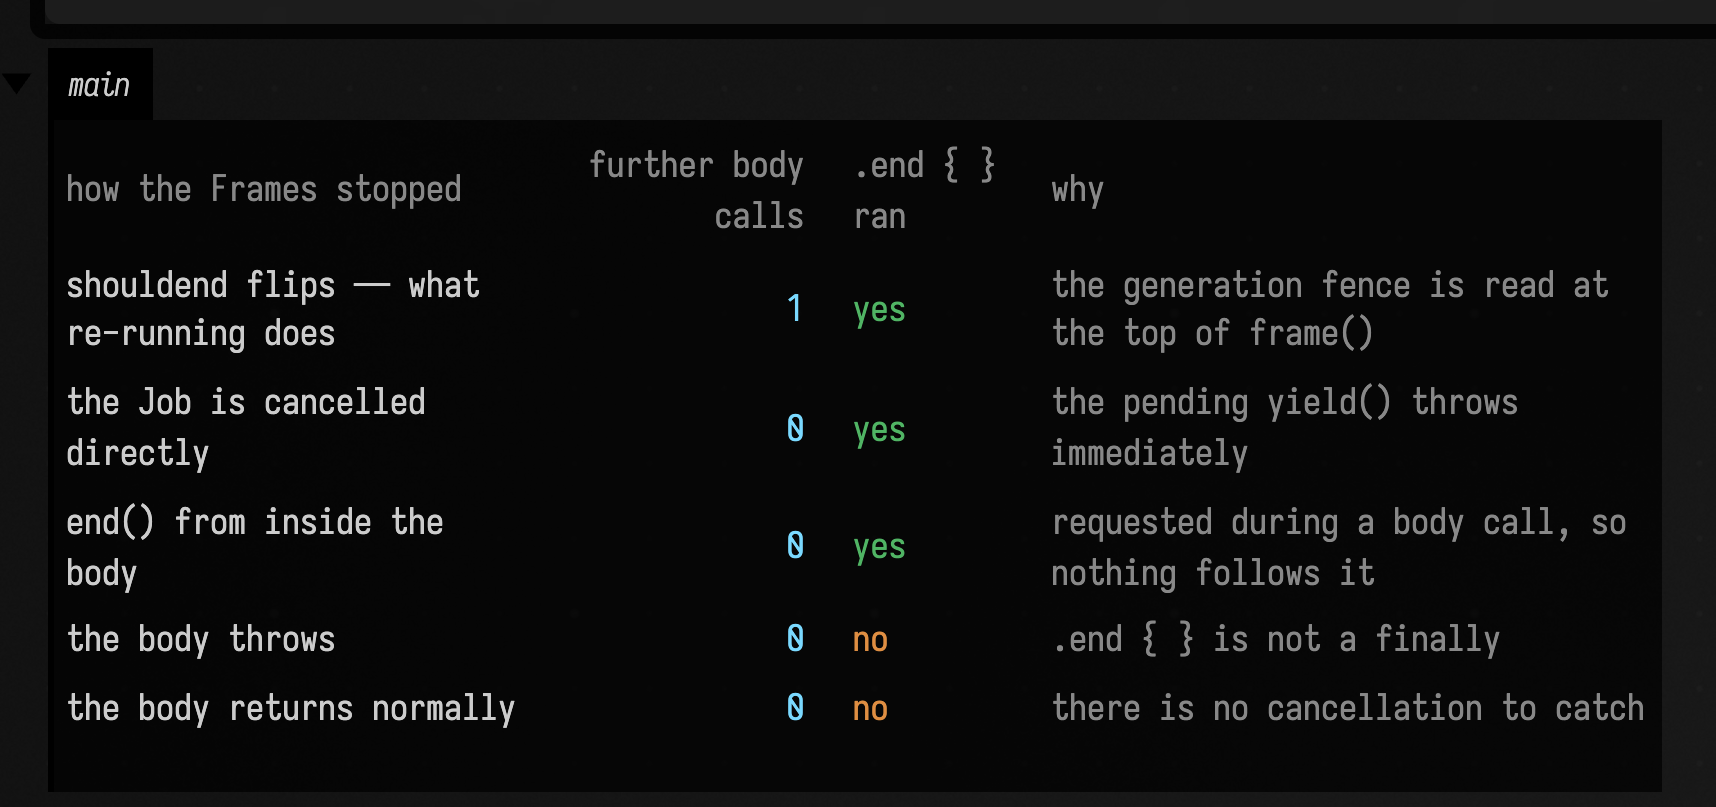 main
how the Frames stopped
further body
calls
.end { }
ran
why
shouldend flips —— what
re-running does
1
yes
the generation fence is read at
the top of frame()
the Job is cancelled
directly
0
yes
the pending yield() throws
immediately
end() from inside the
body
0
yes
requested during a body call, so
nothing follows it
the body throws
0
no
.end { } is not a finally
the body returns normally
0
no
there is no cancellation to catch